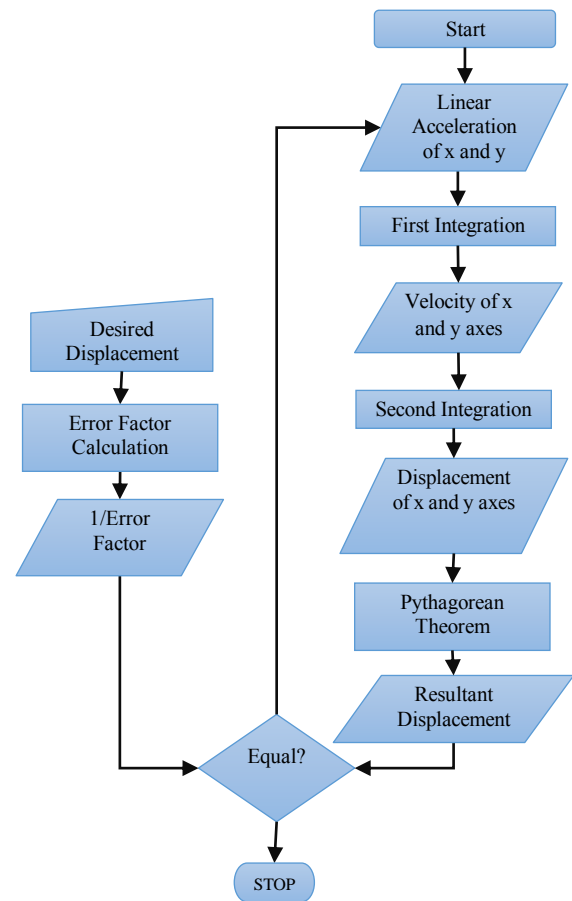 Start
Linear
Acceleration
of x and y
First Integration
Velocity of x
and y axes
Second Integration
Displacement
of x and y axes
Pythagorean
Theorem
Resultant
Displacement
Desired
Displacement
Error Factor
Calculation
1/Error
Factor
Equal?
STOP